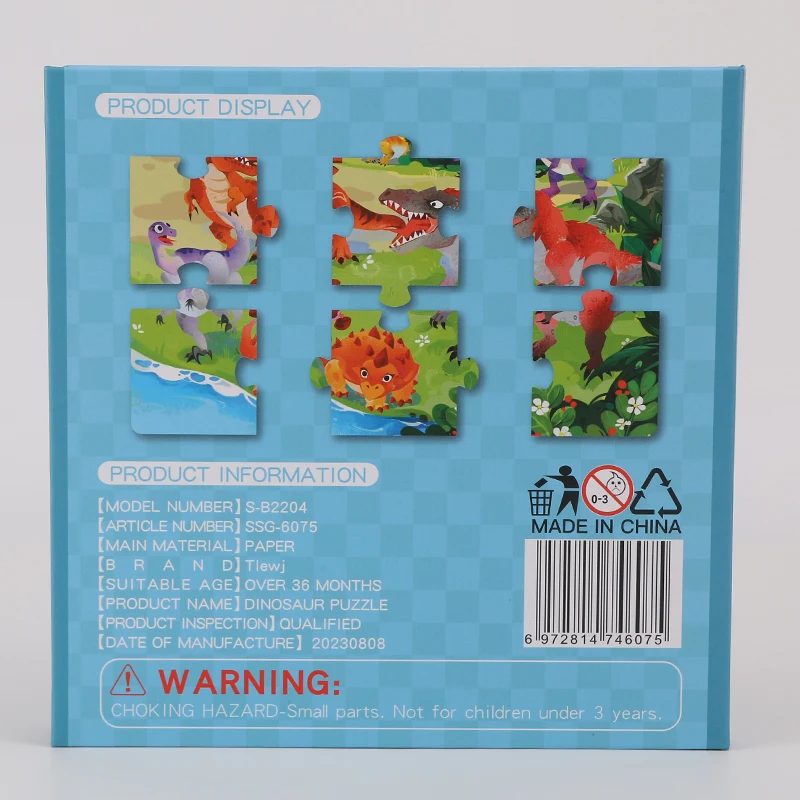 PRODUCT DISPLAY
PRODUCT INFORMATION
【MODEL NUMBER】S-B2204
【ARTICLE NUMBER】SSG-6075
【MAIN MATERIAL】PAPER
【B R A N D】Tlewj
【SUITABLE AGE】OVER 36 MONTHS
【PRODUCT NAME】DINOSAUR PUZZLE
【PRODUCT INSPECTION】QUALIFIED
【DATE OF MANUFACTURE】 20230808
0-3
MADE IN CHINA
6 972814 746075
WARNING:
CHOKING HAZARD-Small parts. Not for children under 3 years.